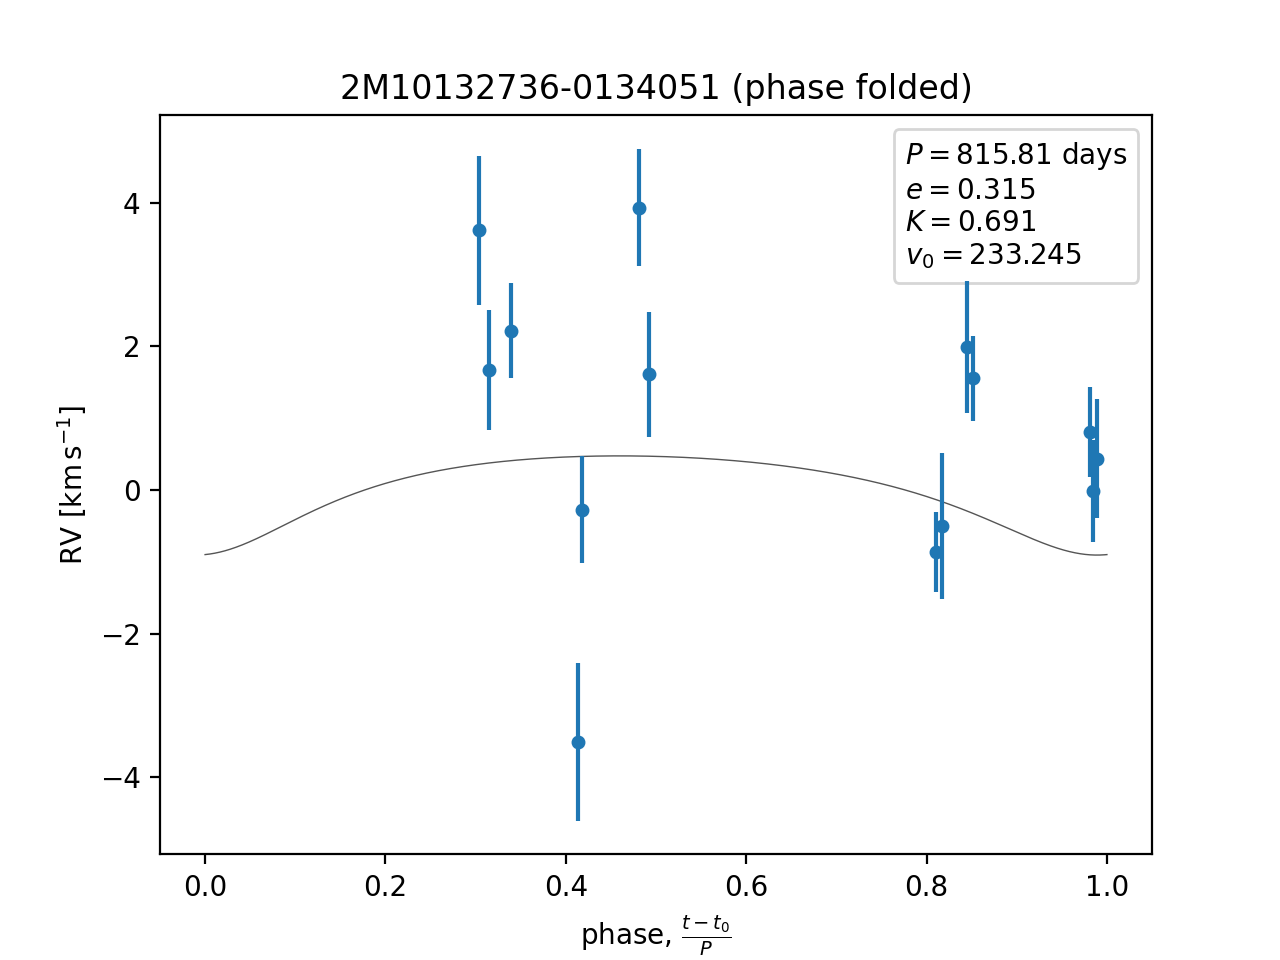 2M10132736-0134051 (phase folded)
P = 815.81 days
e = 0.315
K = 0.691
v₀ = 233.245
4
2
0
−2
−4
RV [km s⁻¹]
0.0 0.2 0.4 0.6 0.8 1.0
phase, (t − t₀)/P